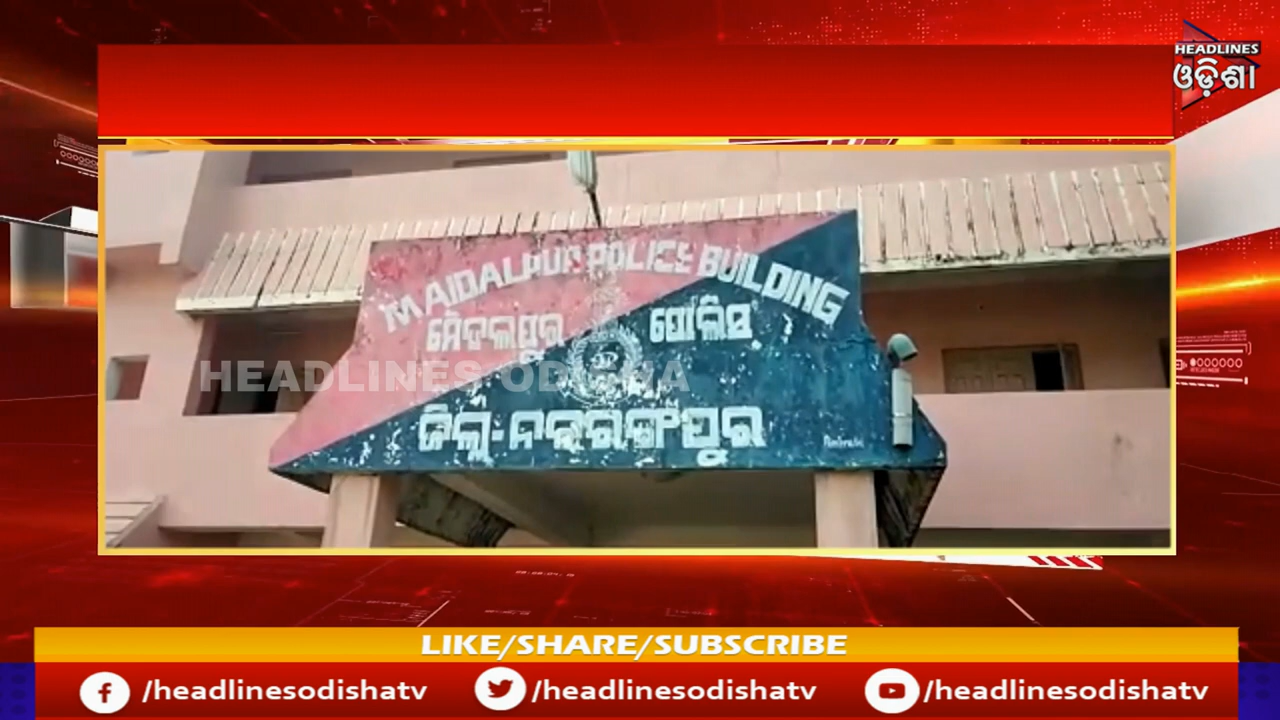 HEADLINES
ଓଡ଼ିଶା
MAIDALPUR POLICE BUILDING
ମୈଦଲପୁର ପୋଲିସ
HEADLINES ODISHA
ଜିଲ୍ଲା-ନବରଙ୍ଗପୁର
LIKE/SHARE/SUBSCRIBE
/headlinesodishatv /headlinesodishatv /headlinesodishatv